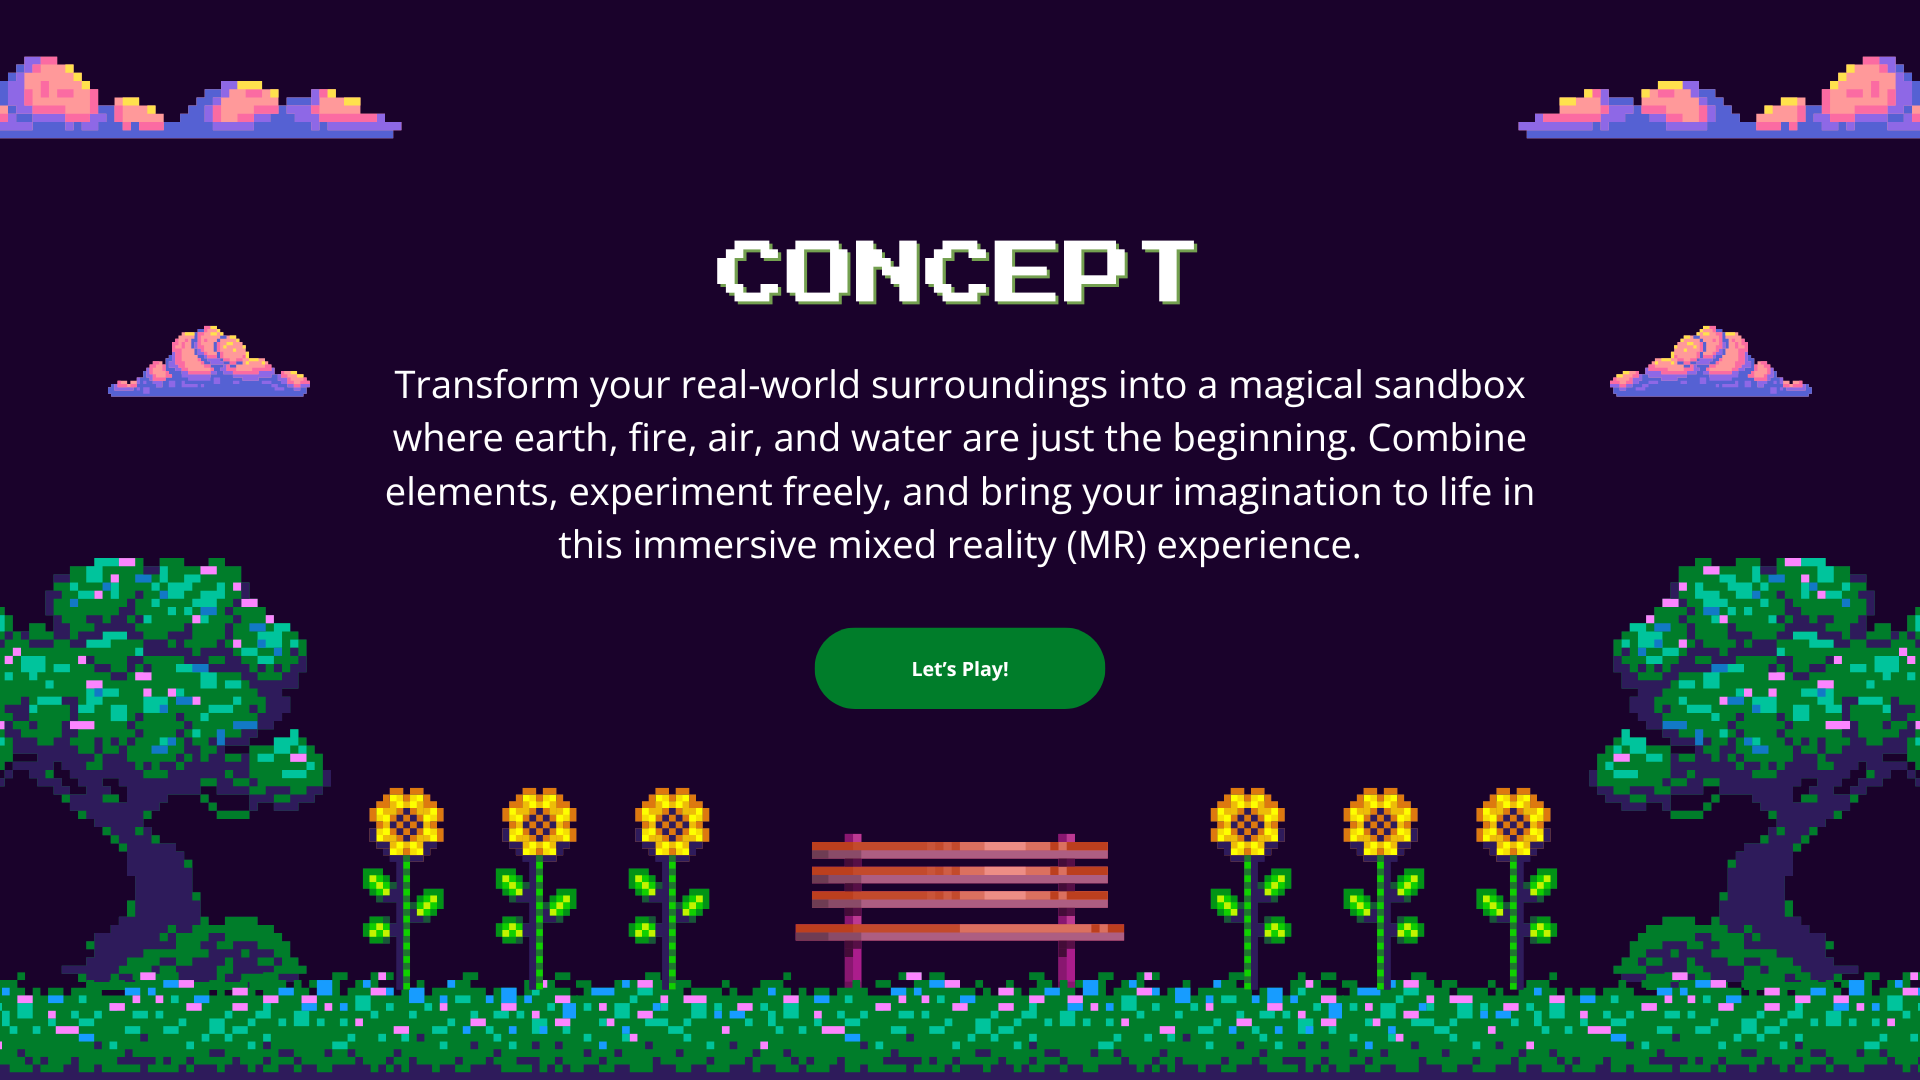 CONCEPT
Transform your real-world surroundings into a magical sandbox
where earth, fire, air, and water are just the beginning. Combine
elements, experiment freely, and bring your imagination to life in
this immersive mixed reality (MR) experience.
Let’s Play!